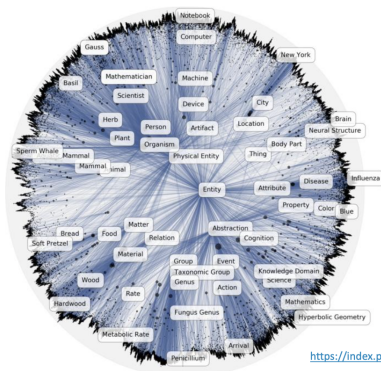 Notebook
Computer
Gauss
New York
Mathematician
Machine
Basil
Scientist
City
Device
Herb
Location
Brain
Person
Artifact
Neural Structure
Plant
Organism
Body Part
Sperm Whale
Mammal
Physical Entity
Thing
Mammal
nimal
Disease
Influenza
Entity
Attribute
Property
Color
Blue
Matter
Abstraction
Bread
Food
Relation
Cognition
Soft Pretzel
Material
Group
Event
Knowledge Domain
Taxonomic Group
Science
Wood
Genus
Action
Rate
Hardwood
Mathematics
Fungus Genus
Hyperbolic Geometry
Metabolic Rate
Arrival
Penicillium
https://index.p